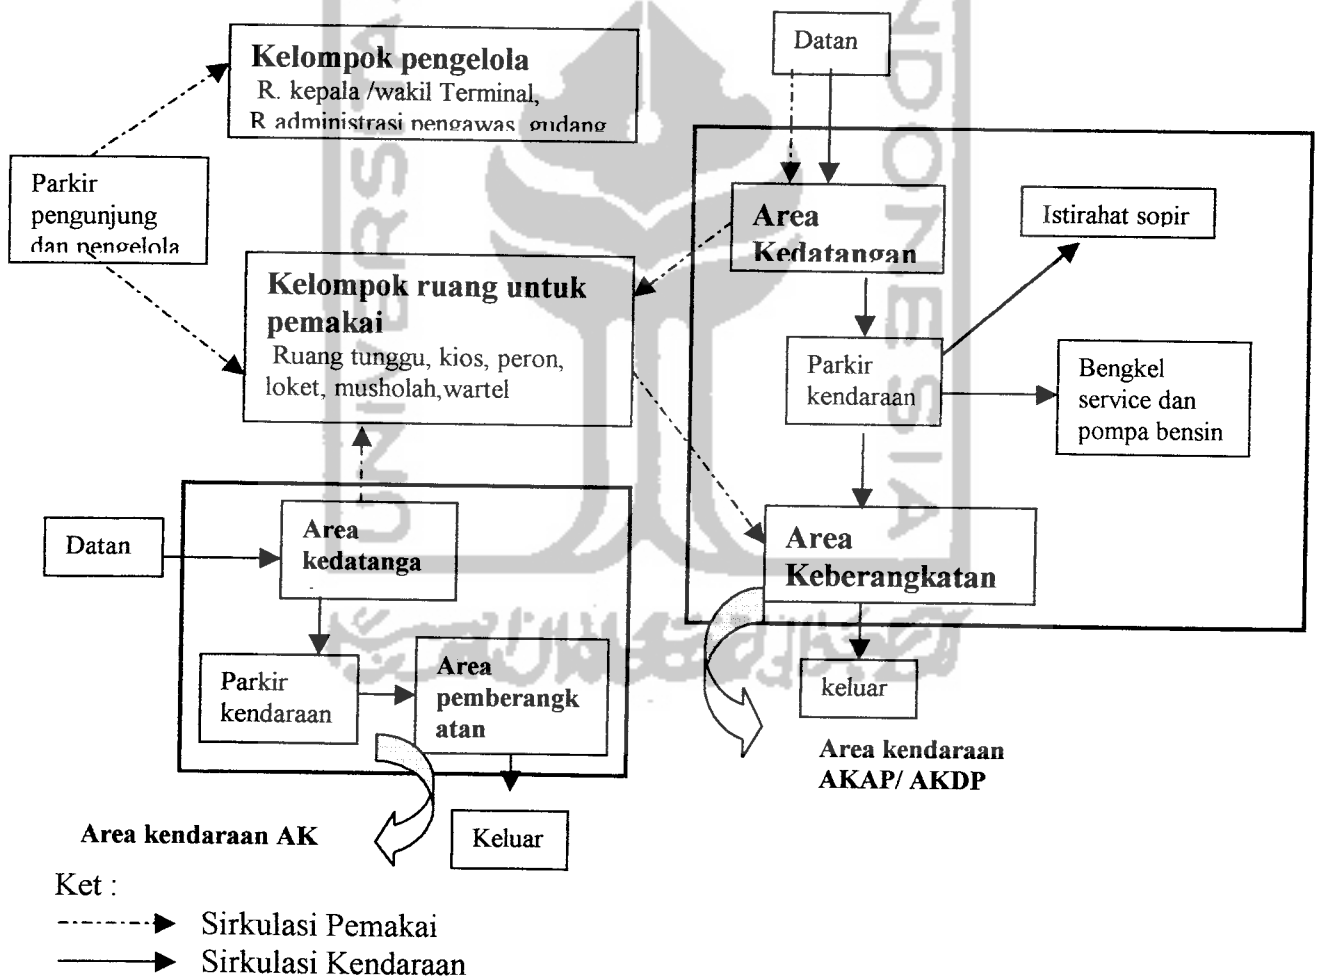 Datan
Kelompok pengelola
R. kepala /wakil Terminal,
R administrasi pengawas gudang
Parkir
pengunjung
dan pengelola
Area
Kedatangan
Istirahat sopir
Kelompok ruang untuk
pemakai
Ruang tunggu, kios, peron,
loket, musholah,wartel
Parkir
kendaraan
Bengkel
service dan
pompa bensin
Datan
Area
kedatanga
Area
Keberangkatan
Parkir
kendaraan
Area
pemberangk
atan
keluar
Area kendaraan
AKAP/ AKDP
Area kendaraan AK
Keluar
Ket :
Sirkulasi Pemakai
Sirkulasi Kendaraan
UNIVERSITA
NDONESIA